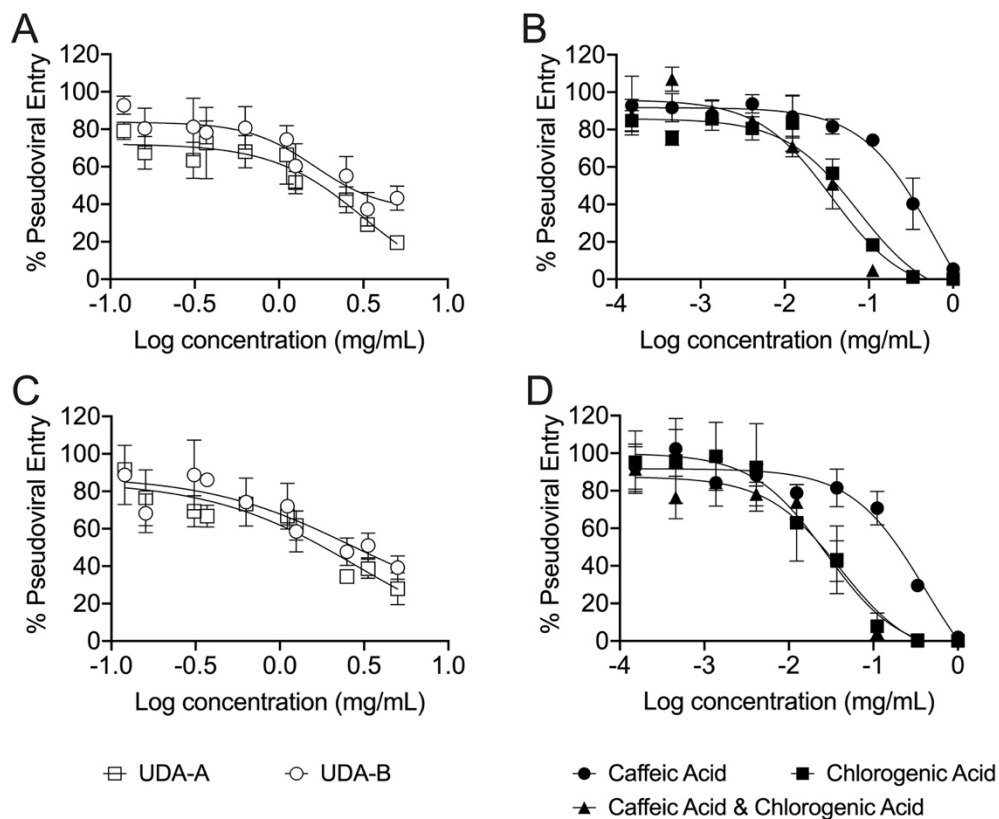 A
B
120
100
80
60
40
20
0
% Pseudoviral Entry
-1.0
-0.5
0.0
0.5
1.0
Log concentration (mg/mL)
120
100
80
60
40
20
0
% Pseudoviral Entry
-4
-3
-2
-1
0
Log concentration (mg/mL)
C
D
120
100
80
60
40
20
0
% Pseudoviral Entry
-1.0
-0.5
0.0
0.5
1.0
Log concentration (mg/mL)
120
100
80
60
40
20
0
% Pseudoviral Entry
-4
-3
-2
-1
0
Log concentration (mg/mL)
UDA-A
UDA-B
Caffeic Acid
Chlorogenic Acid
Caffeic Acid & Chlorogenic Acid